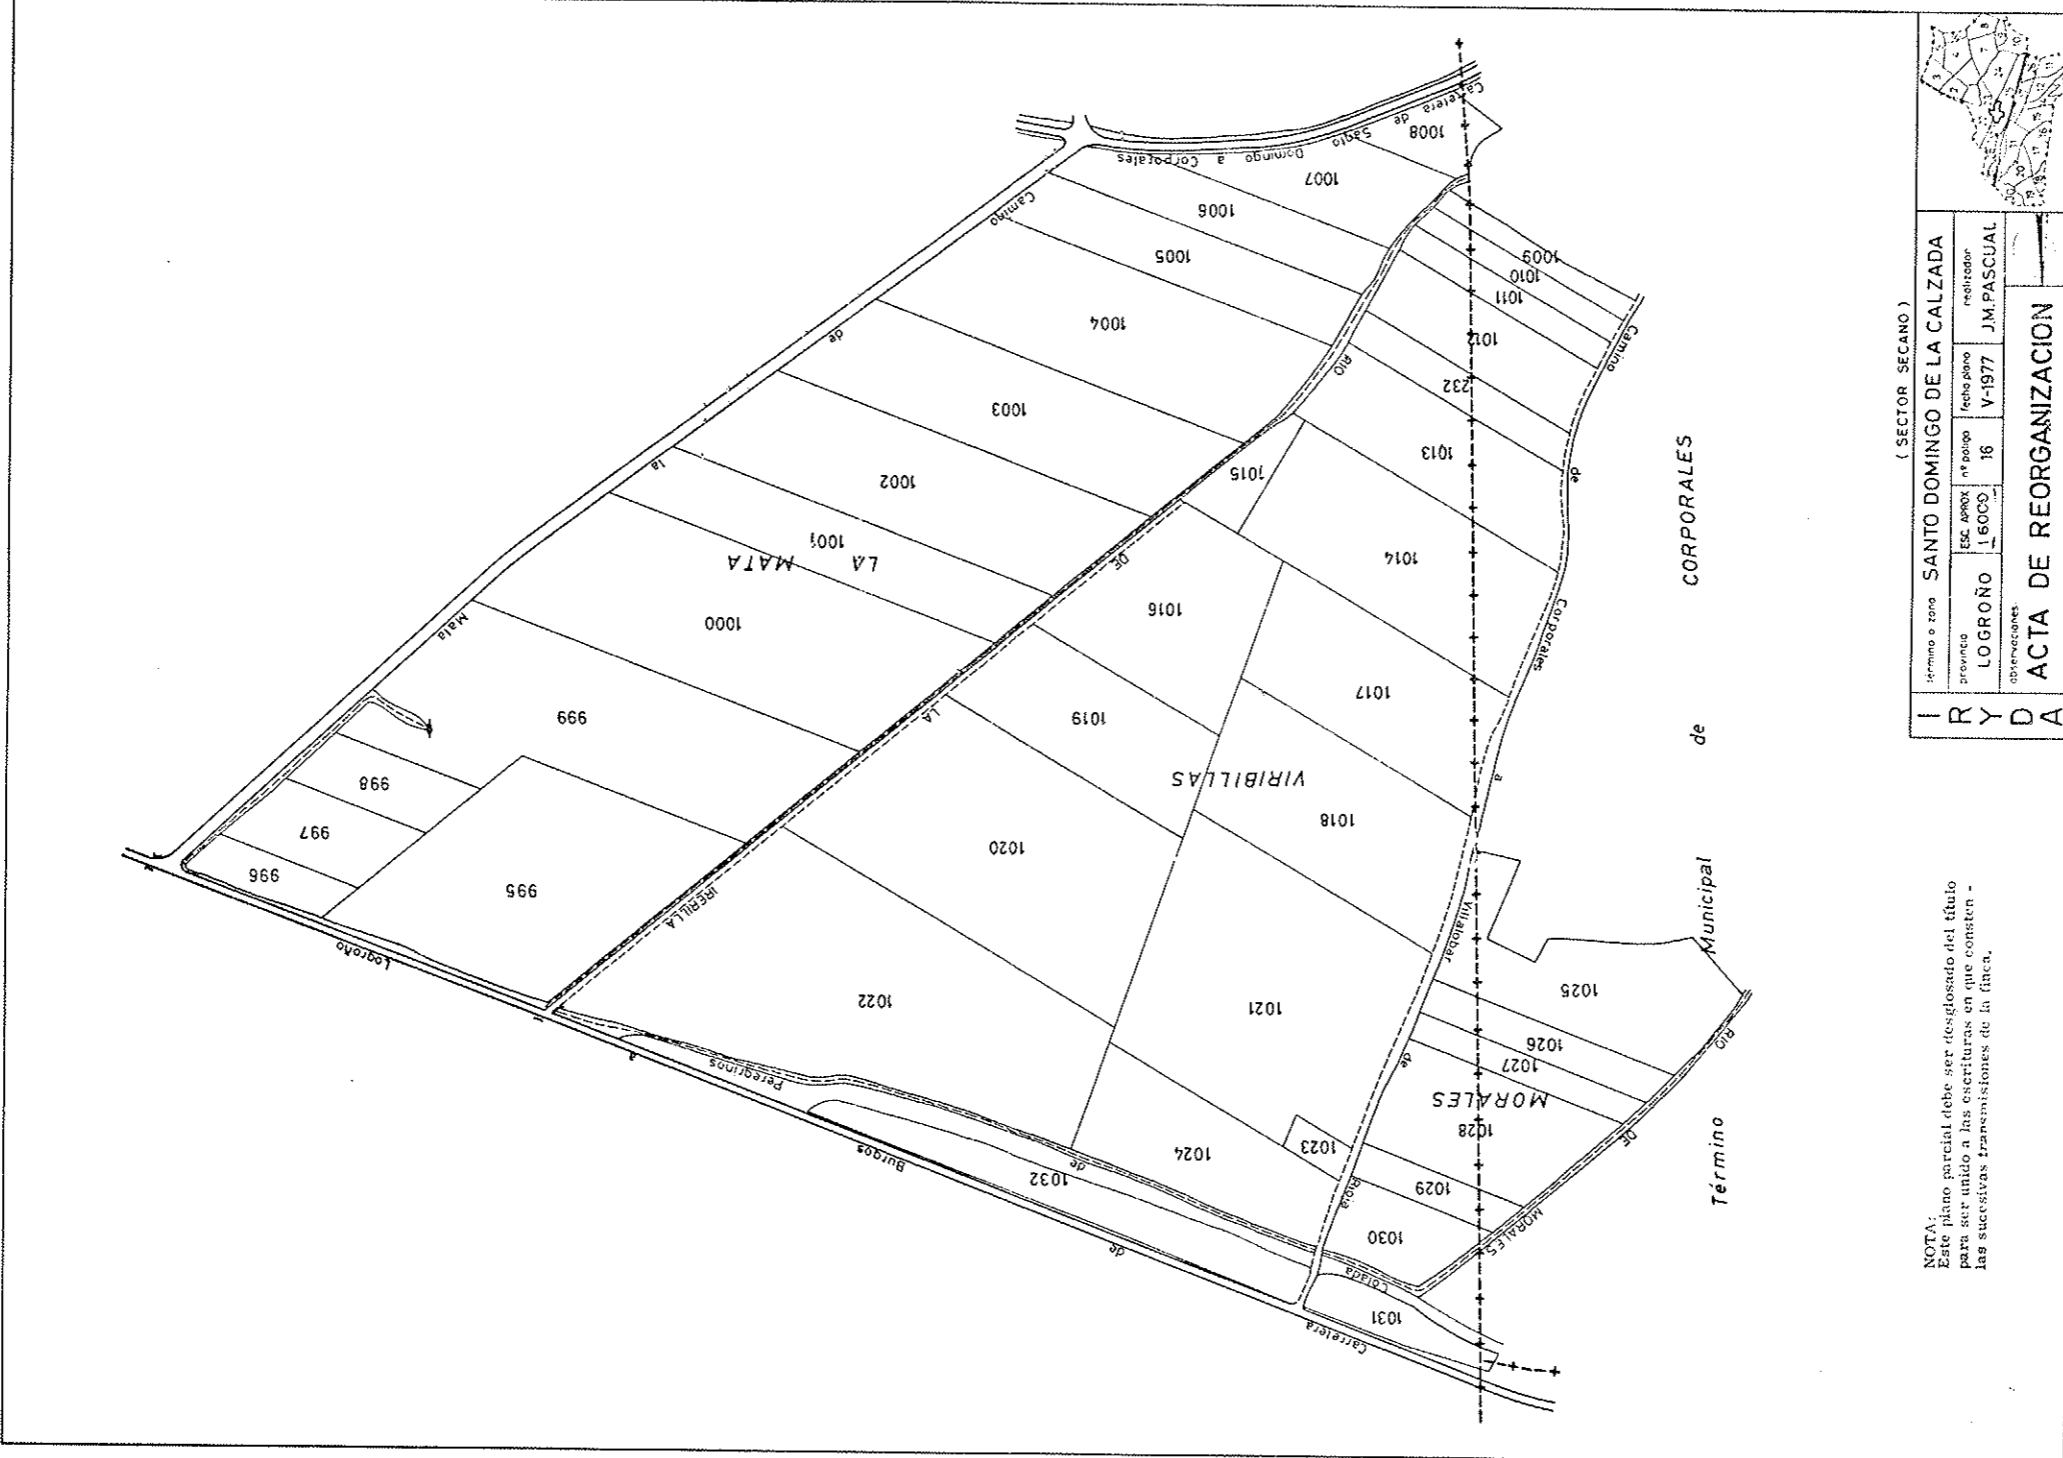 ( SECTOR SECANO )
I R Y D A
termino o zona SANTO DOMINGO DE LA CALZADA
provincia LOGROÑO
ESC. APROX 1 6000
nº poligo 16
fecha plano V-1977
realizador J.M. PASCUAL
observaciones:
ACTA DE REORGANIZACION
NOTA:
Este plano parcial debe ser desglosado del título
para ser unido a las escrituras en que consten -
las sucesivas transmisiones de la finca.
Término
Municipal
de
CORPORALES
Carretera de Burgos a Logroño
Colada de Peregrinos
Camino de la Mata
Carretera de Santo Domingo a Corporales
RIO DE LA IRERILLA
Camino de Corporales a Villalobar de Rioja
RIO DE MORALES
LA MATA
VIRIBILLAS
MORALES
995
996
997
998
999
1000
1001
1002
1003
1004
1005
1006
1007
1008
1009
1010
1011
1012
232
1013
1014
1015
1016
1017
1018
1019
1020
1021
1022
1023
1024
1025
1026
1027
1028
1029
1030
1031
1032